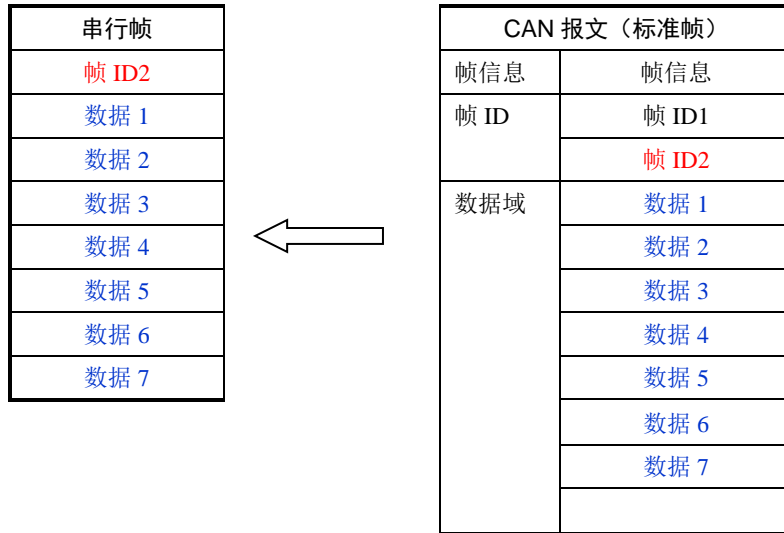 串行帧
帧 ID2
数据 1
数据 2
数据 3
数据 4
数据 5
数据 6
数据 7
CAN 报文（标准帧）
帧信息 帧信息
帧 ID 帧 ID1
帧 ID2
数据域 数据 1
数据 2
数据 3
数据 4
数据 5
数据 6
数据 7